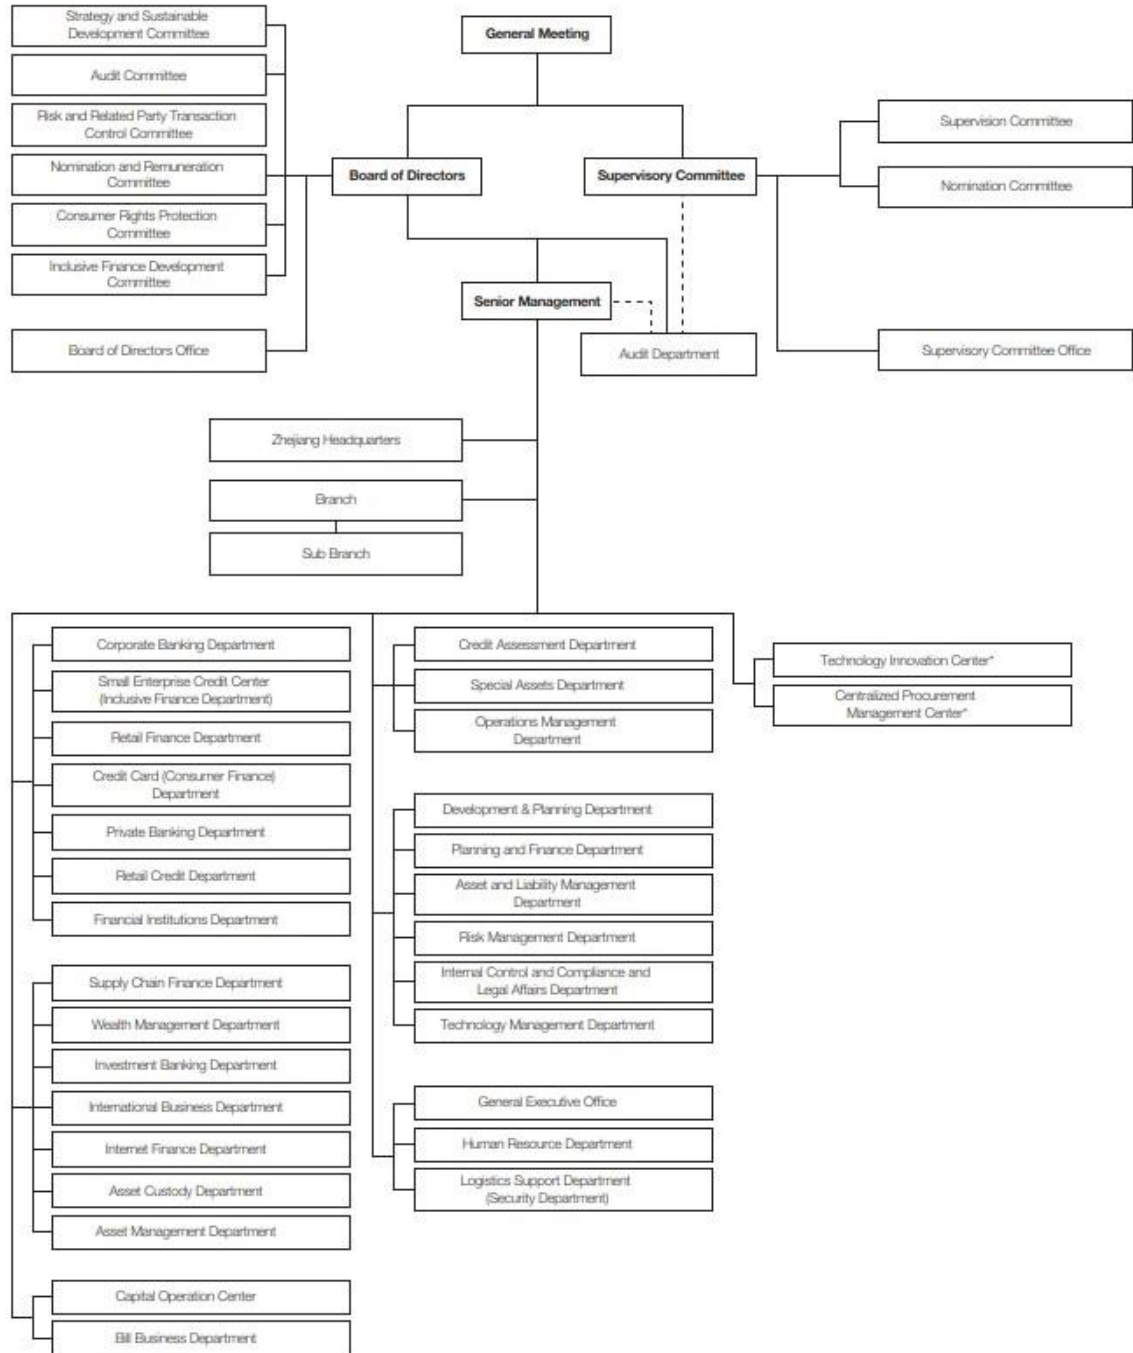 Strategy and Sustainable
Development Committee
General Meeting
Audit Committee
Risk and Related Party Transaction
Control Committee
Supervision Committee
Nomination and Remuneration
Committee
Board of Directors
Supervisory Committee
Nomination Committee
Consumer Rights Protection
Committee
Inclusive Finance Development
Committee
Senior Management
Board of Directors Office
Audit Department
Supervisory Committee Office
Zhejiang Headquarters
Branch
Sub Branch
Corporate Banking Department
Small Enterprise Credit Center
(Inclusive Finance Department)
Retail Finance Department
Credit Card (Consumer Finance)
Department
Private Banking Department
Retail Credit Department
Financial Institutions Department
Supply Chain Finance Department
Wealth Management Department
Investment Banking Department
International Business Department
Internet Finance Department
Asset Custody Department
Asset Management Department
Capital Operation Center
Bill Business Department
Credit Assessment Department
Special Assets Department
Operations Management
Department
Development & Planning Department
Planning and Finance Department
Asset and Liability Management
Department
Risk Management Department
Internal Control and Compliance and
Legal Affairs Department
Technology Management Department
General Executive Office
Human Resource Department
Logistics Support Department
(Security Department)
Technology Innovation Center*
Centralized Procurement
Management Center*